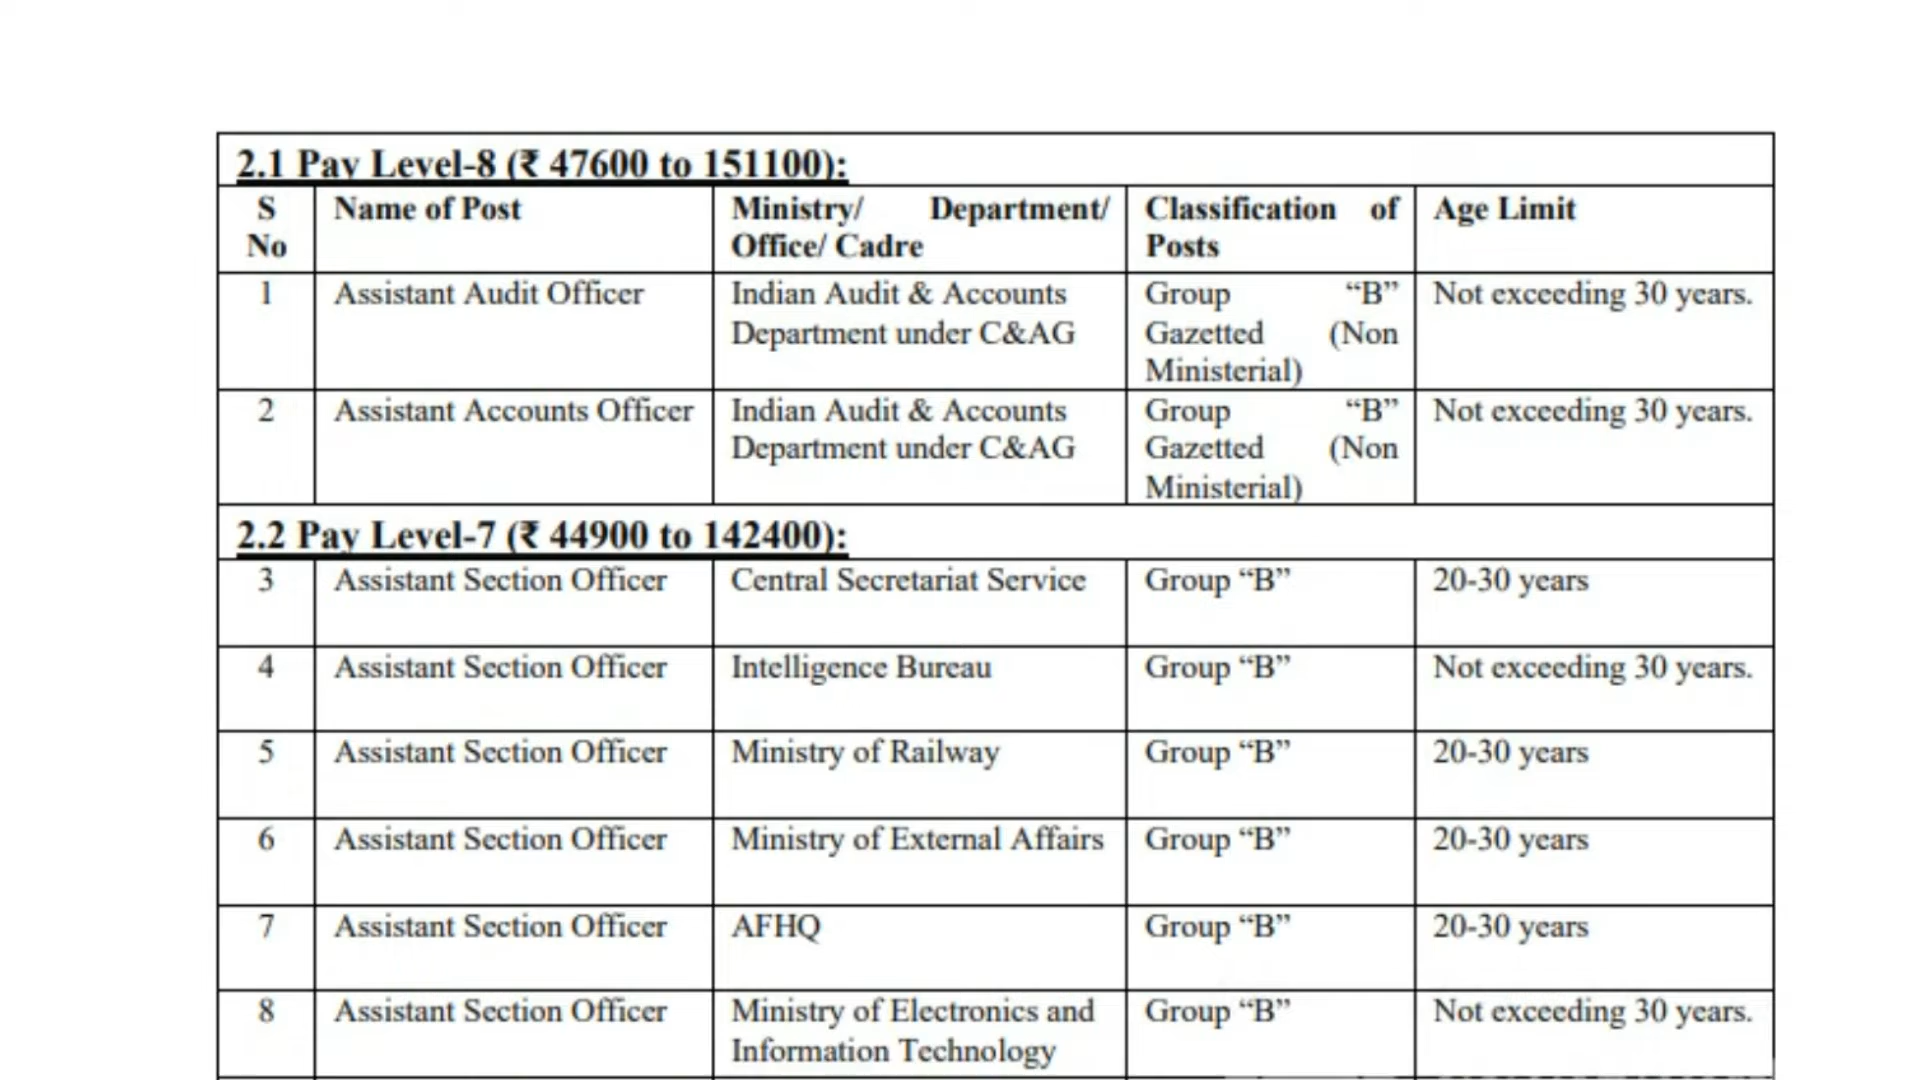 2.1 Pay Level-8 (₹ 47600 to 151100):
S No Name of Post Ministry/ Department/ Office/ Cadre Classification of Posts Age Limit
1 Assistant Audit Officer Indian Audit & Accounts Department under C&AG Group “B” Gazetted (Non Ministerial) Not exceeding 30 years.
2 Assistant Accounts Officer Indian Audit & Accounts Department under C&AG Group “B” Gazetted (Non Ministerial) Not exceeding 30 years.
2.2 Pay Level-7 (₹ 44900 to 142400):
3 Assistant Section Officer Central Secretariat Service Group “B” 20-30 years
4 Assistant Section Officer Intelligence Bureau Group “B” Not exceeding 30 years.
5 Assistant Section Officer Ministry of Railway Group “B” 20-30 years
6 Assistant Section Officer Ministry of External Affairs Group “B” 20-30 years
7 Assistant Section Officer AFHQ Group “B” 20-30 years
8 Assistant Section Officer Ministry of Electronics and Information Technology Group “B” Not exceeding 30 years.